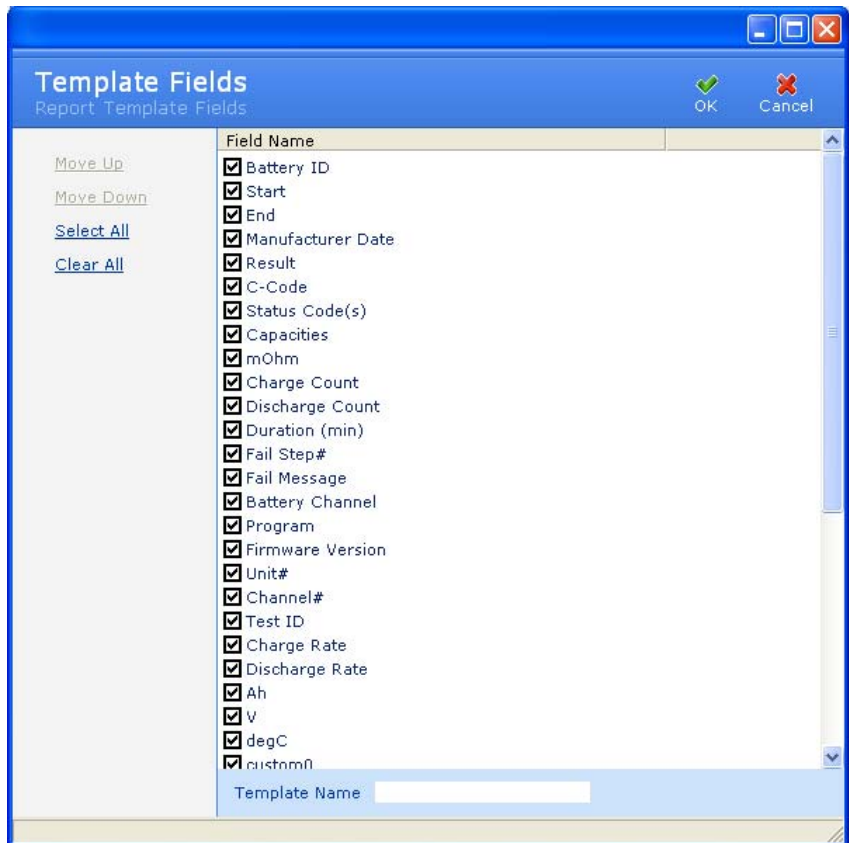 Template Fields
Report Template Fields
OK
Cancel
Move Up
Move Down
Select All
Clear All
Field Name
Battery ID
Start
End
Manufacturer Date
Result
C-Code
Status Code(s)
Capacities
mOhm
Charge Count
Discharge Count
Duration (min)
Fail Step#
Fail Message
Battery Channel
Program
Firmware Version
Unit#
Channel#
Test ID
Charge Rate
Discharge Rate
Ah
V
degC
custom0
Template Name